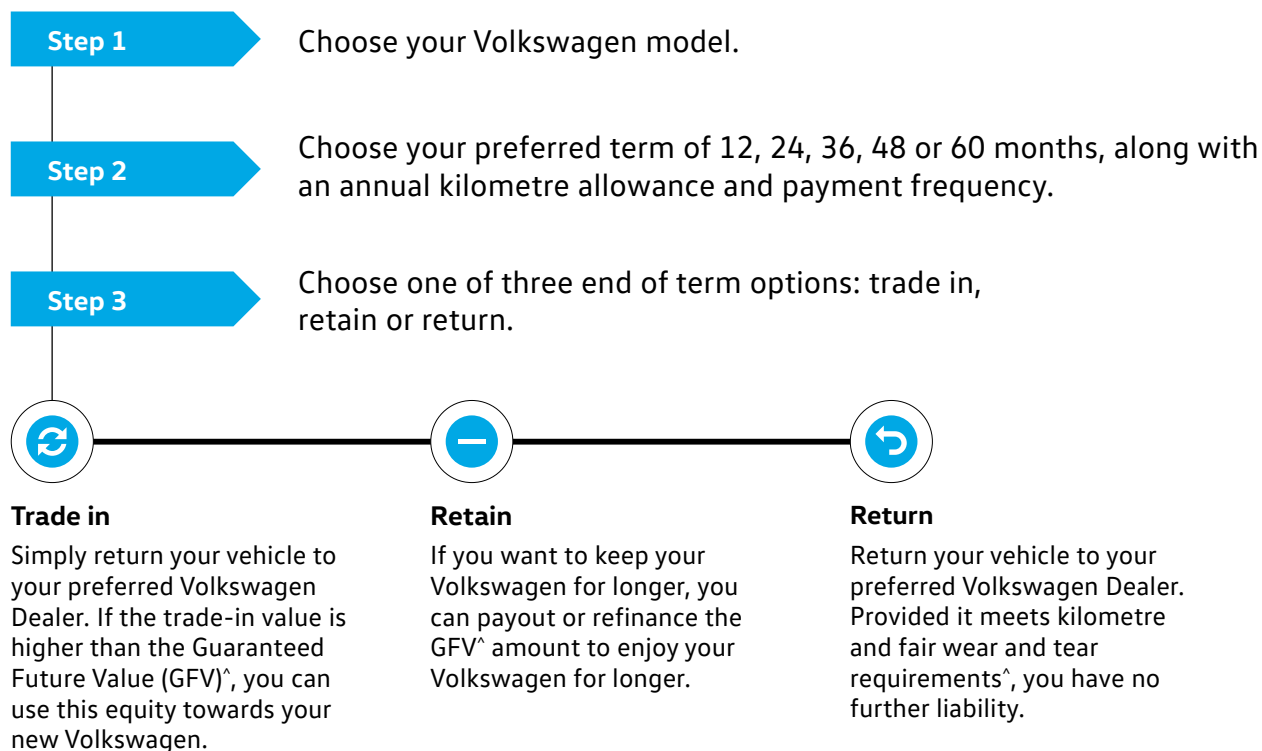 Step 1
Choose your Volkswagen model.
Step 2
Choose your preferred term of 12, 24, 36, 48 or 60 months, along with
an annual kilometre allowance and payment frequency.
Step 3
Choose one of three end of term options: trade in,
retain or return.
Trade in
Simply return your vehicle to
your preferred Volkswagen
Dealer. If the trade-in value is
higher than the Guaranteed
Future Value (GFV)^, you can
use this equity towards your
new Volkswagen.
Retain
If you want to keep your
Volkswagen for longer, you
can payout or refinance the
GFV^ amount to enjoy your
Volkswagen for longer.
Return
Return your vehicle to your
preferred Volkswagen Dealer.
Provided it meets kilometre
and fair wear and tear
requirements^, you have no
further liability.